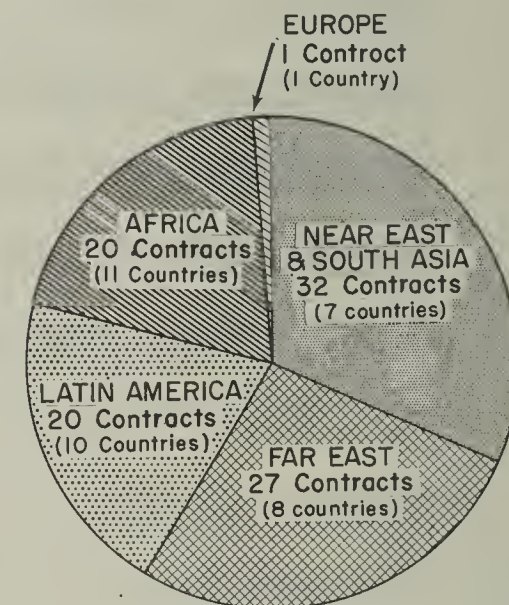 EUROPE
1 Controct
(1 Country)
AFRICA
20 Contracts
(11 Countries)
NEAR EAST
& SOUTH ASIA
32 Contracts
(7 countries)
LATIN AMERICA
20 Contracts
(10 Countries)
FAR EAST
27 Contracts
(8 countries)